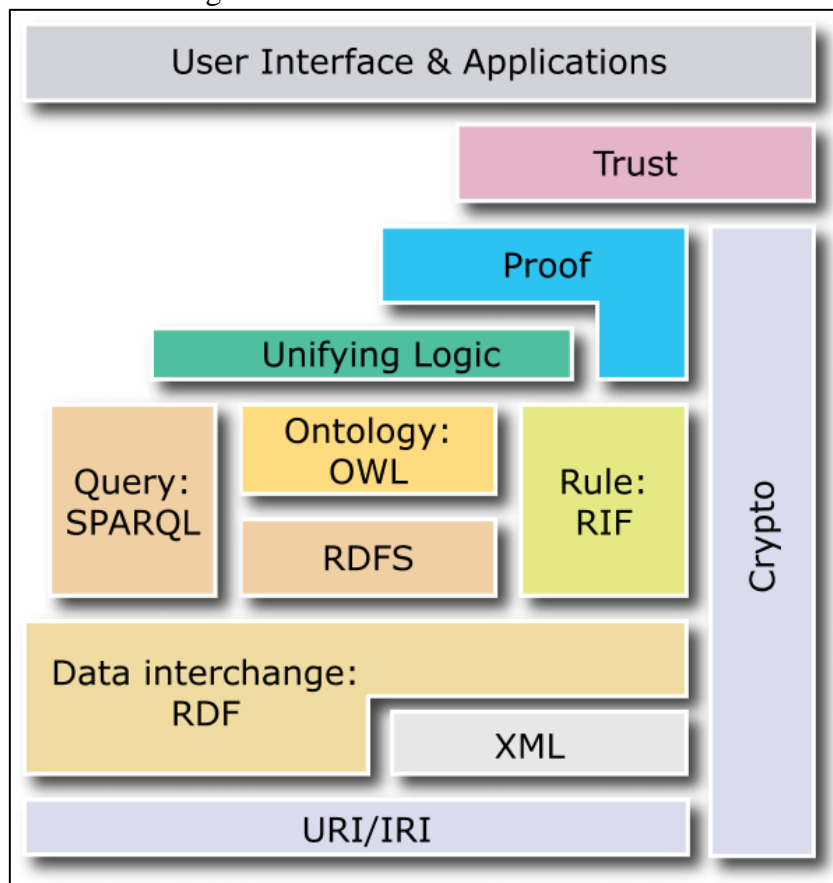 User Interface & Applications
Trust
Proof
Unifying Logic
Query:
SPARQL
Ontology:
OWL
Rule:
RIF
RDFS
Crypto
Data interchange:
RDF
XML
URI/IRI